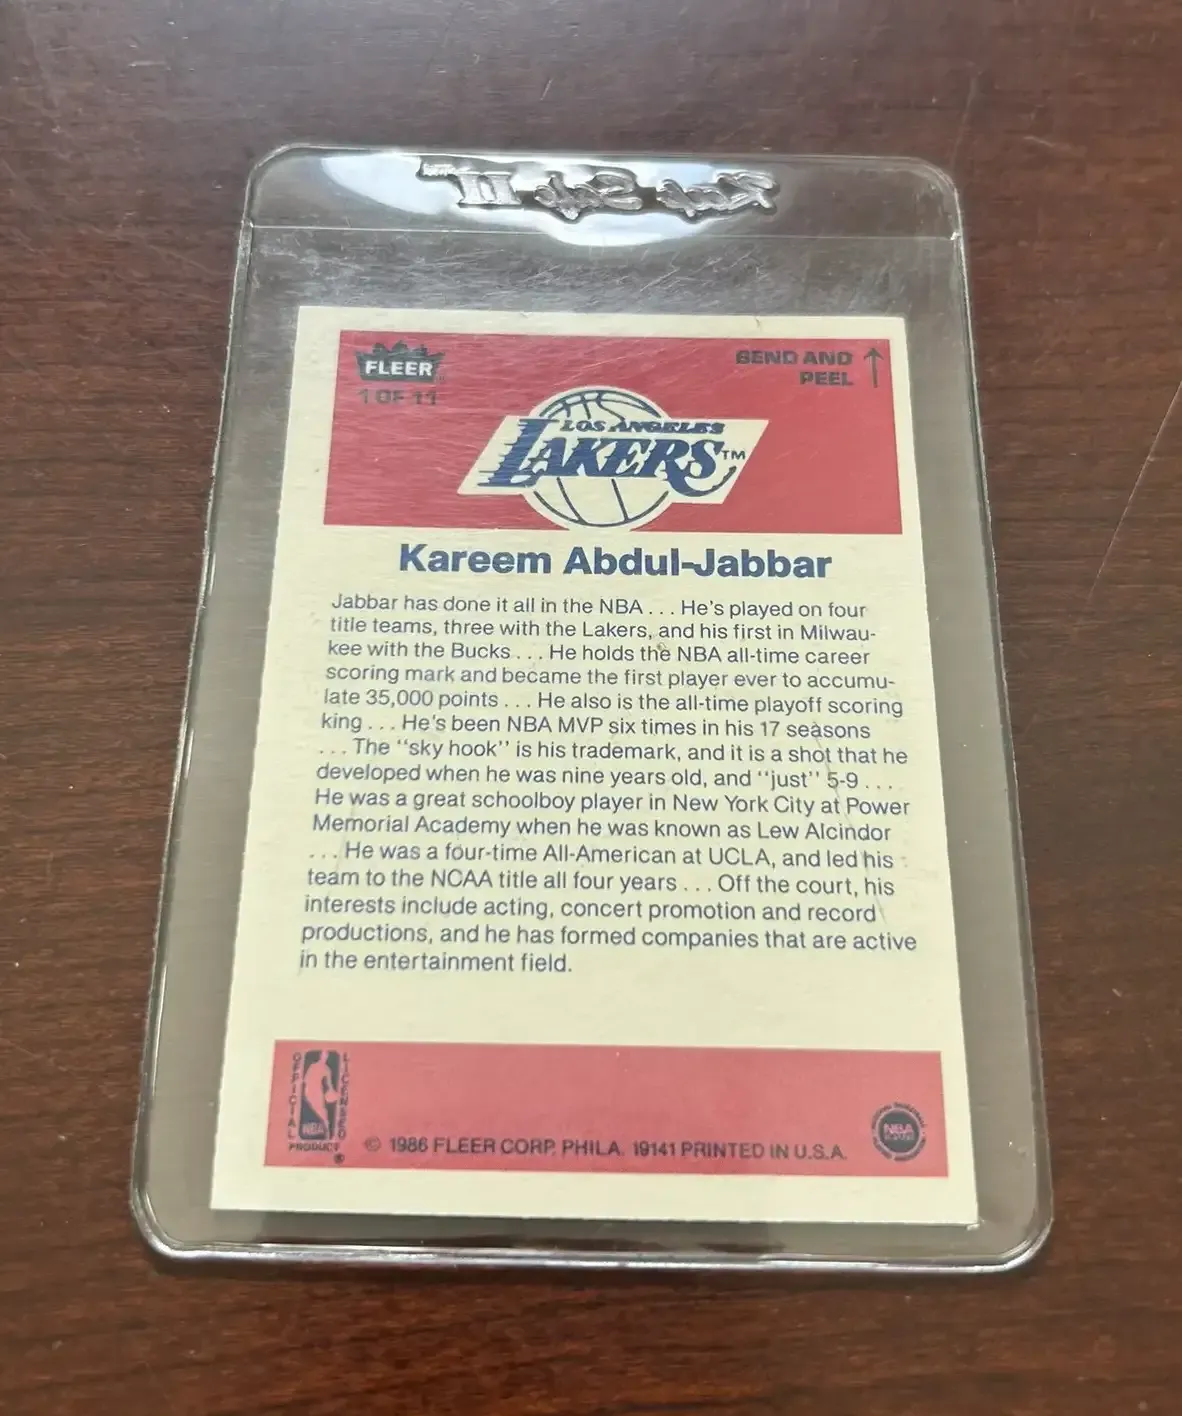 Kard Safe II
FLEER
1 OF 11
BEND AND
PEEL
LOS ANGELES
LAKERS™
Kareem Abdul-Jabbar
Jabbar has done it all in the NBA . . . He's played on four
title teams, three with the Lakers, and his first in Milwau-
kee with the Bucks . . . He holds the NBA all-time career
scoring mark and became the first player ever to accumu-
late 35,000 points . . . He also is the all-time playoff scoring
king . . . He's been NBA MVP six times in his 17 seasons
. . . The "sky hook" is his trademark, and it is a shot that he
developed when he was nine years old, and "just" 5-9 . . .
He was a great schoolboy player in New York City at Power
Memorial Academy when he was known as Lew Alcindor
. . . He was a four-time All-American at UCLA, and led his
team to the NCAA title all four years . . . Off the court, his
interests include acting, concert promotion and record
productions, and he has formed companies that are active
in the entertainment field.
OFFICIAL
LICENSED
NBA
PRODUCT
®
© 1986 FLEER CORP. PHILA. 19141 PRINTED IN U.S.A.
NBA